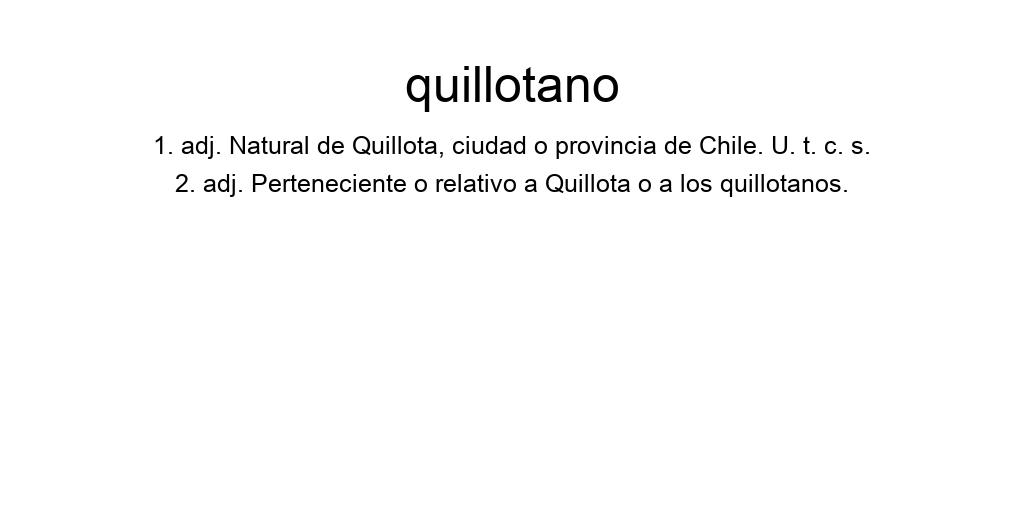 quillotano
1. adj. Natural de Quillota, ciudad o provincia de Chile. U. t. c. s.
2. adj. Perteneciente o relativo a Quillota o a los quillotanos.